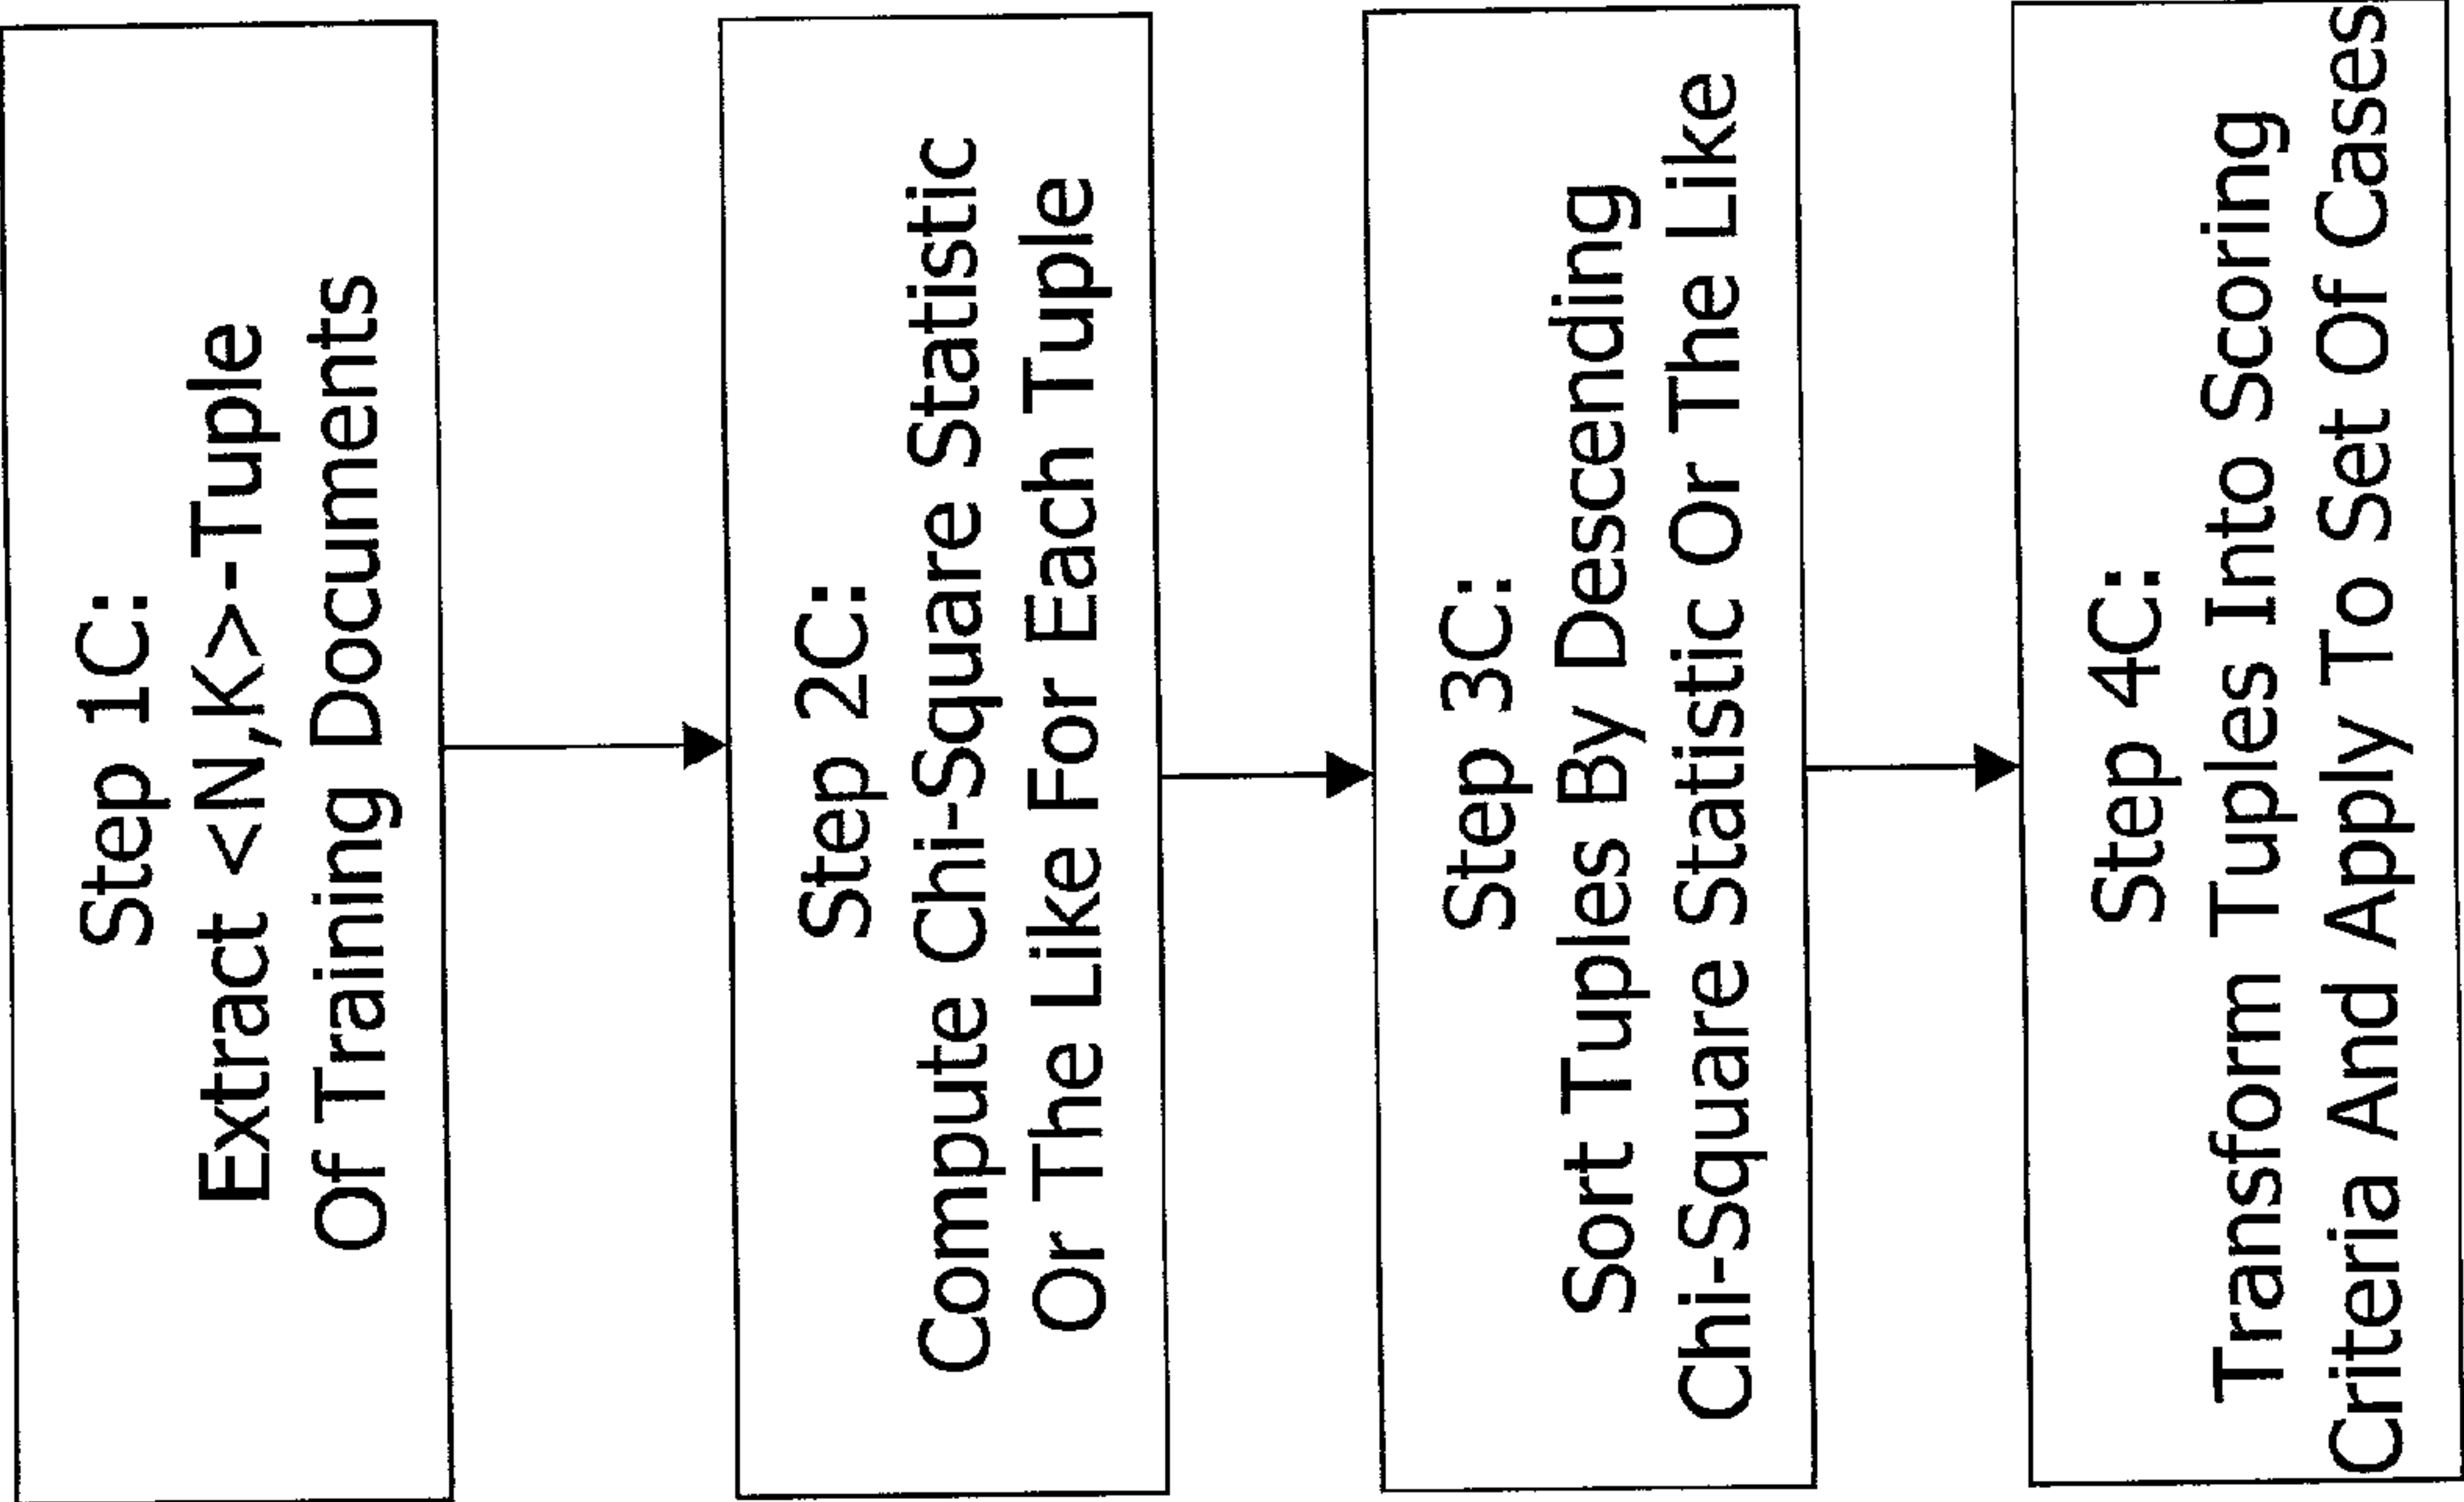 Step 1C:
Extract <N,K>-Tuple
Of Training Documents
Step 2C:
Compute Chi-Square Statistic
Or The Like For Each Tuple
Step 3C:
Sort Tuples By Descending
Chi-Square Statistic Or The Like
Step 4C:
Transform Tuples Into Scoring
Criteria And Apply To Set Of Cases